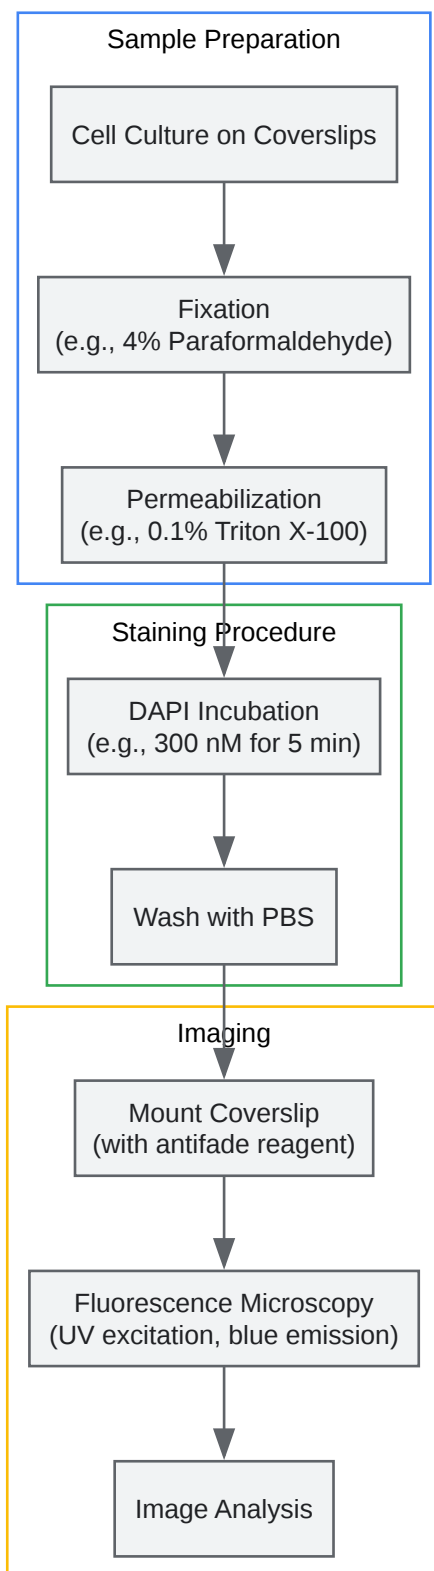 Sample Preparation
Cell Culture on Coverslips
Fixation
(e.g., 4% Paraformaldehyde)
Permeabilization
(e.g., 0.1% Triton X-100)
Staining Procedure
DAPI Incubation
(e.g., 300 nM for 5 min)
Wash with PBS
Imaging
Mount Coverslip
(with antifade reagent)
Fluorescence Microscopy
(UV excitation, blue emission)
Image Analysis